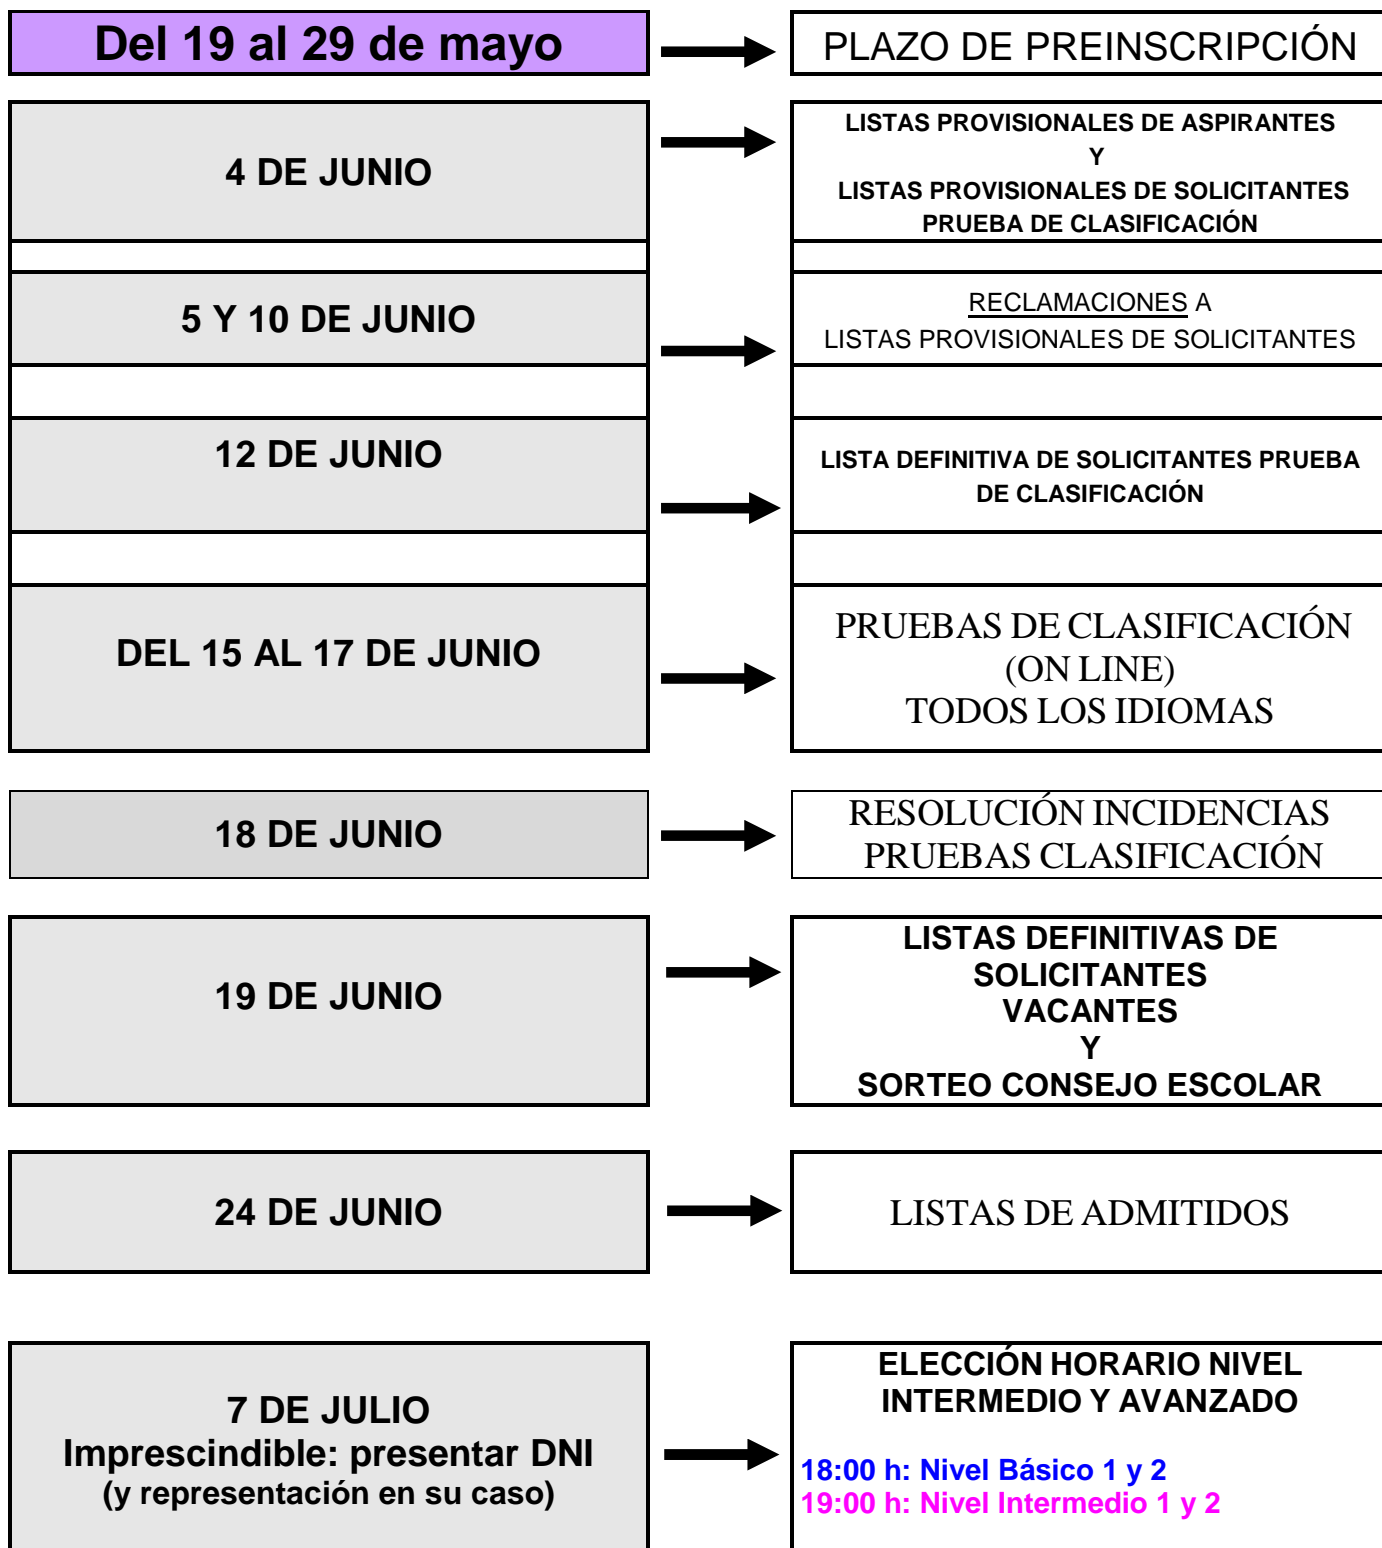 Del 19 al 29 de mayo
PLAZO DE PREINSCRIPCIÓN
4 DE JUNIO
LISTAS PROVISIONALES DE ASPIRANTES
Y
LISTAS PROVISIONALES DE SOLICITANTES
PRUEBA DE CLASIFICACIÓN
5 Y 10 DE JUNIO
RECLAMACIONES A
LISTAS PROVISIONALES DE SOLICITANTES
12 DE JUNIO
LISTA DEFINITIVA DE SOLICITANTES PRUEBA
DE CLASIFICACIÓN
DEL 15 AL 17 DE JUNIO
PRUEBAS DE CLASIFICACIÓN
(ON LINE)
TODOS LOS IDIOMAS
18 DE JUNIO
RESOLUCIÓN INCIDENCIAS
PRUEBAS CLASIFICACIÓN
19 DE JUNIO
LISTAS DEFINITIVAS DE
SOLICITANTES
VACANTES
Y
SORTEO CONSEJO ESCOLAR
24 DE JUNIO
LISTAS DE ADMITIDOS
7 DE JULIO
Imprescindible: presentar DNI
(y representación en su caso)
ELECCIÓN HORARIO NIVEL
INTERMEDIO Y AVANZADO
18:00 h: Nivel Básico 1 y 2
19:00 h: Nivel Intermedio 1 y 2